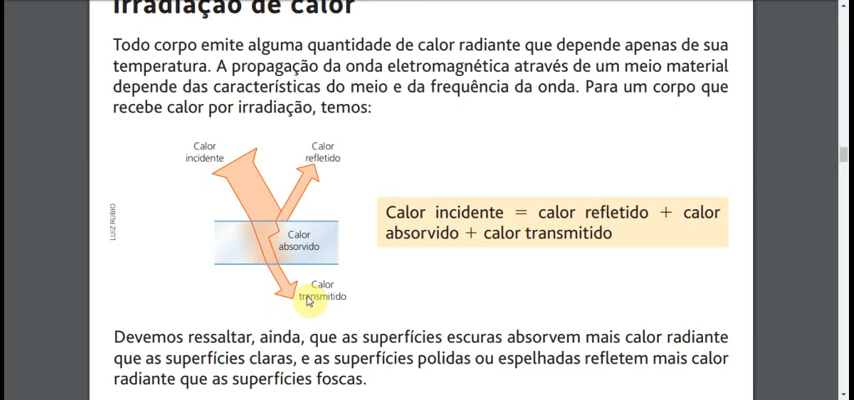 Irradiação de calor
Todo corpo emite alguma quantidade de calor radiante que depende apenas de sua
temperatura. A propagação da onda eletromagnética através de um meio material
depende das características do meio e da frequência da onda. Para um corpo que
recebe calor por irradiação, temos:
Calor
incidente
Calor
refletido
LUIZ RUBIO
Calor
absorvido
Calor
transmitido
Calor incidente = calor refletido + calor
absorvido + calor transmitido
Devemos ressaltar, ainda, que as superfícies escuras absorvem mais calor radiante
que as superfícies claras, e as superfícies polidas ou espelhadas refletem mais calor
radiante que as superfícies foscas.